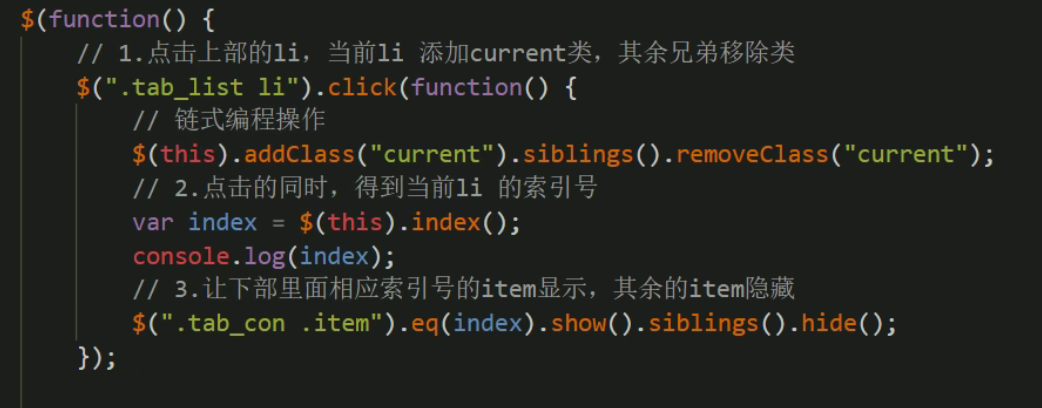 $(function() {
// 1.点击上部的li，当前li 添加current类，其余兄弟移除类
$(".tab_list li").click(function() {
// 链式编程操作
$(this).addClass("current").siblings().removeClass("current");
// 2.点击的同时，得到当前li 的索引号
var index = $(this).index();
console.log(index);
// 3.让下部里面相应索引号的item显示，其余的item隐藏
$(".tab_con .item").eq(index).show().siblings().hide();
});